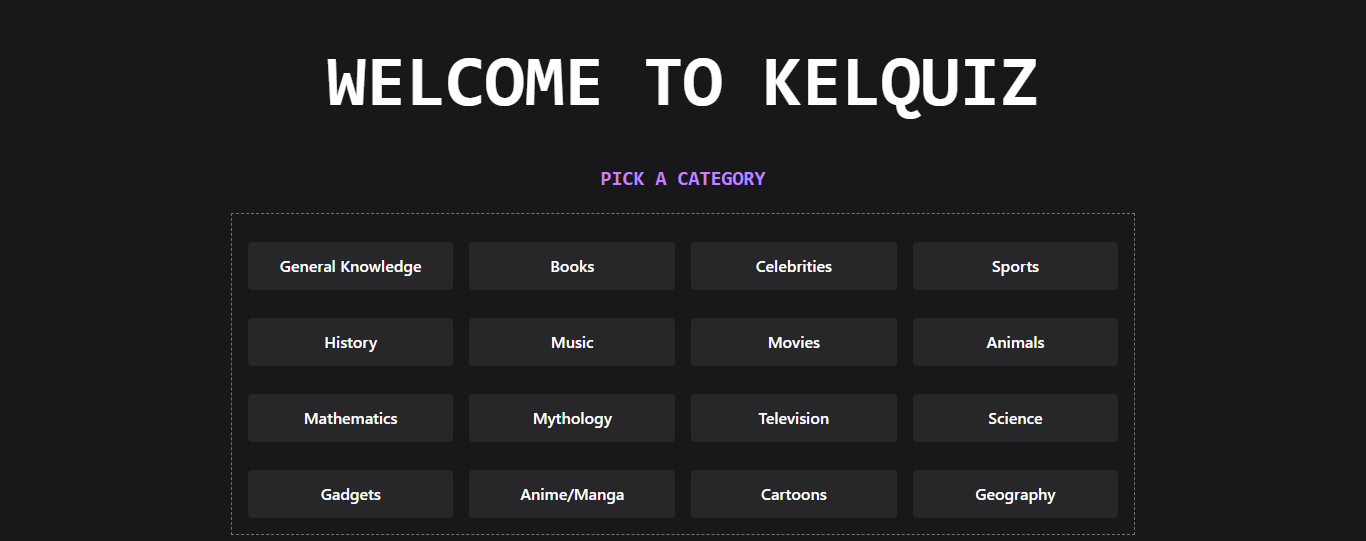 WELCOME TO KELQUIZ
PICK A CATEGORY
General Knowledge
Books
Celebrities
Sports
History
Music
Movies
Animals
Mathematics
Mythology
Television
Science
Gadgets
Anime/Manga
Cartoons
Geography